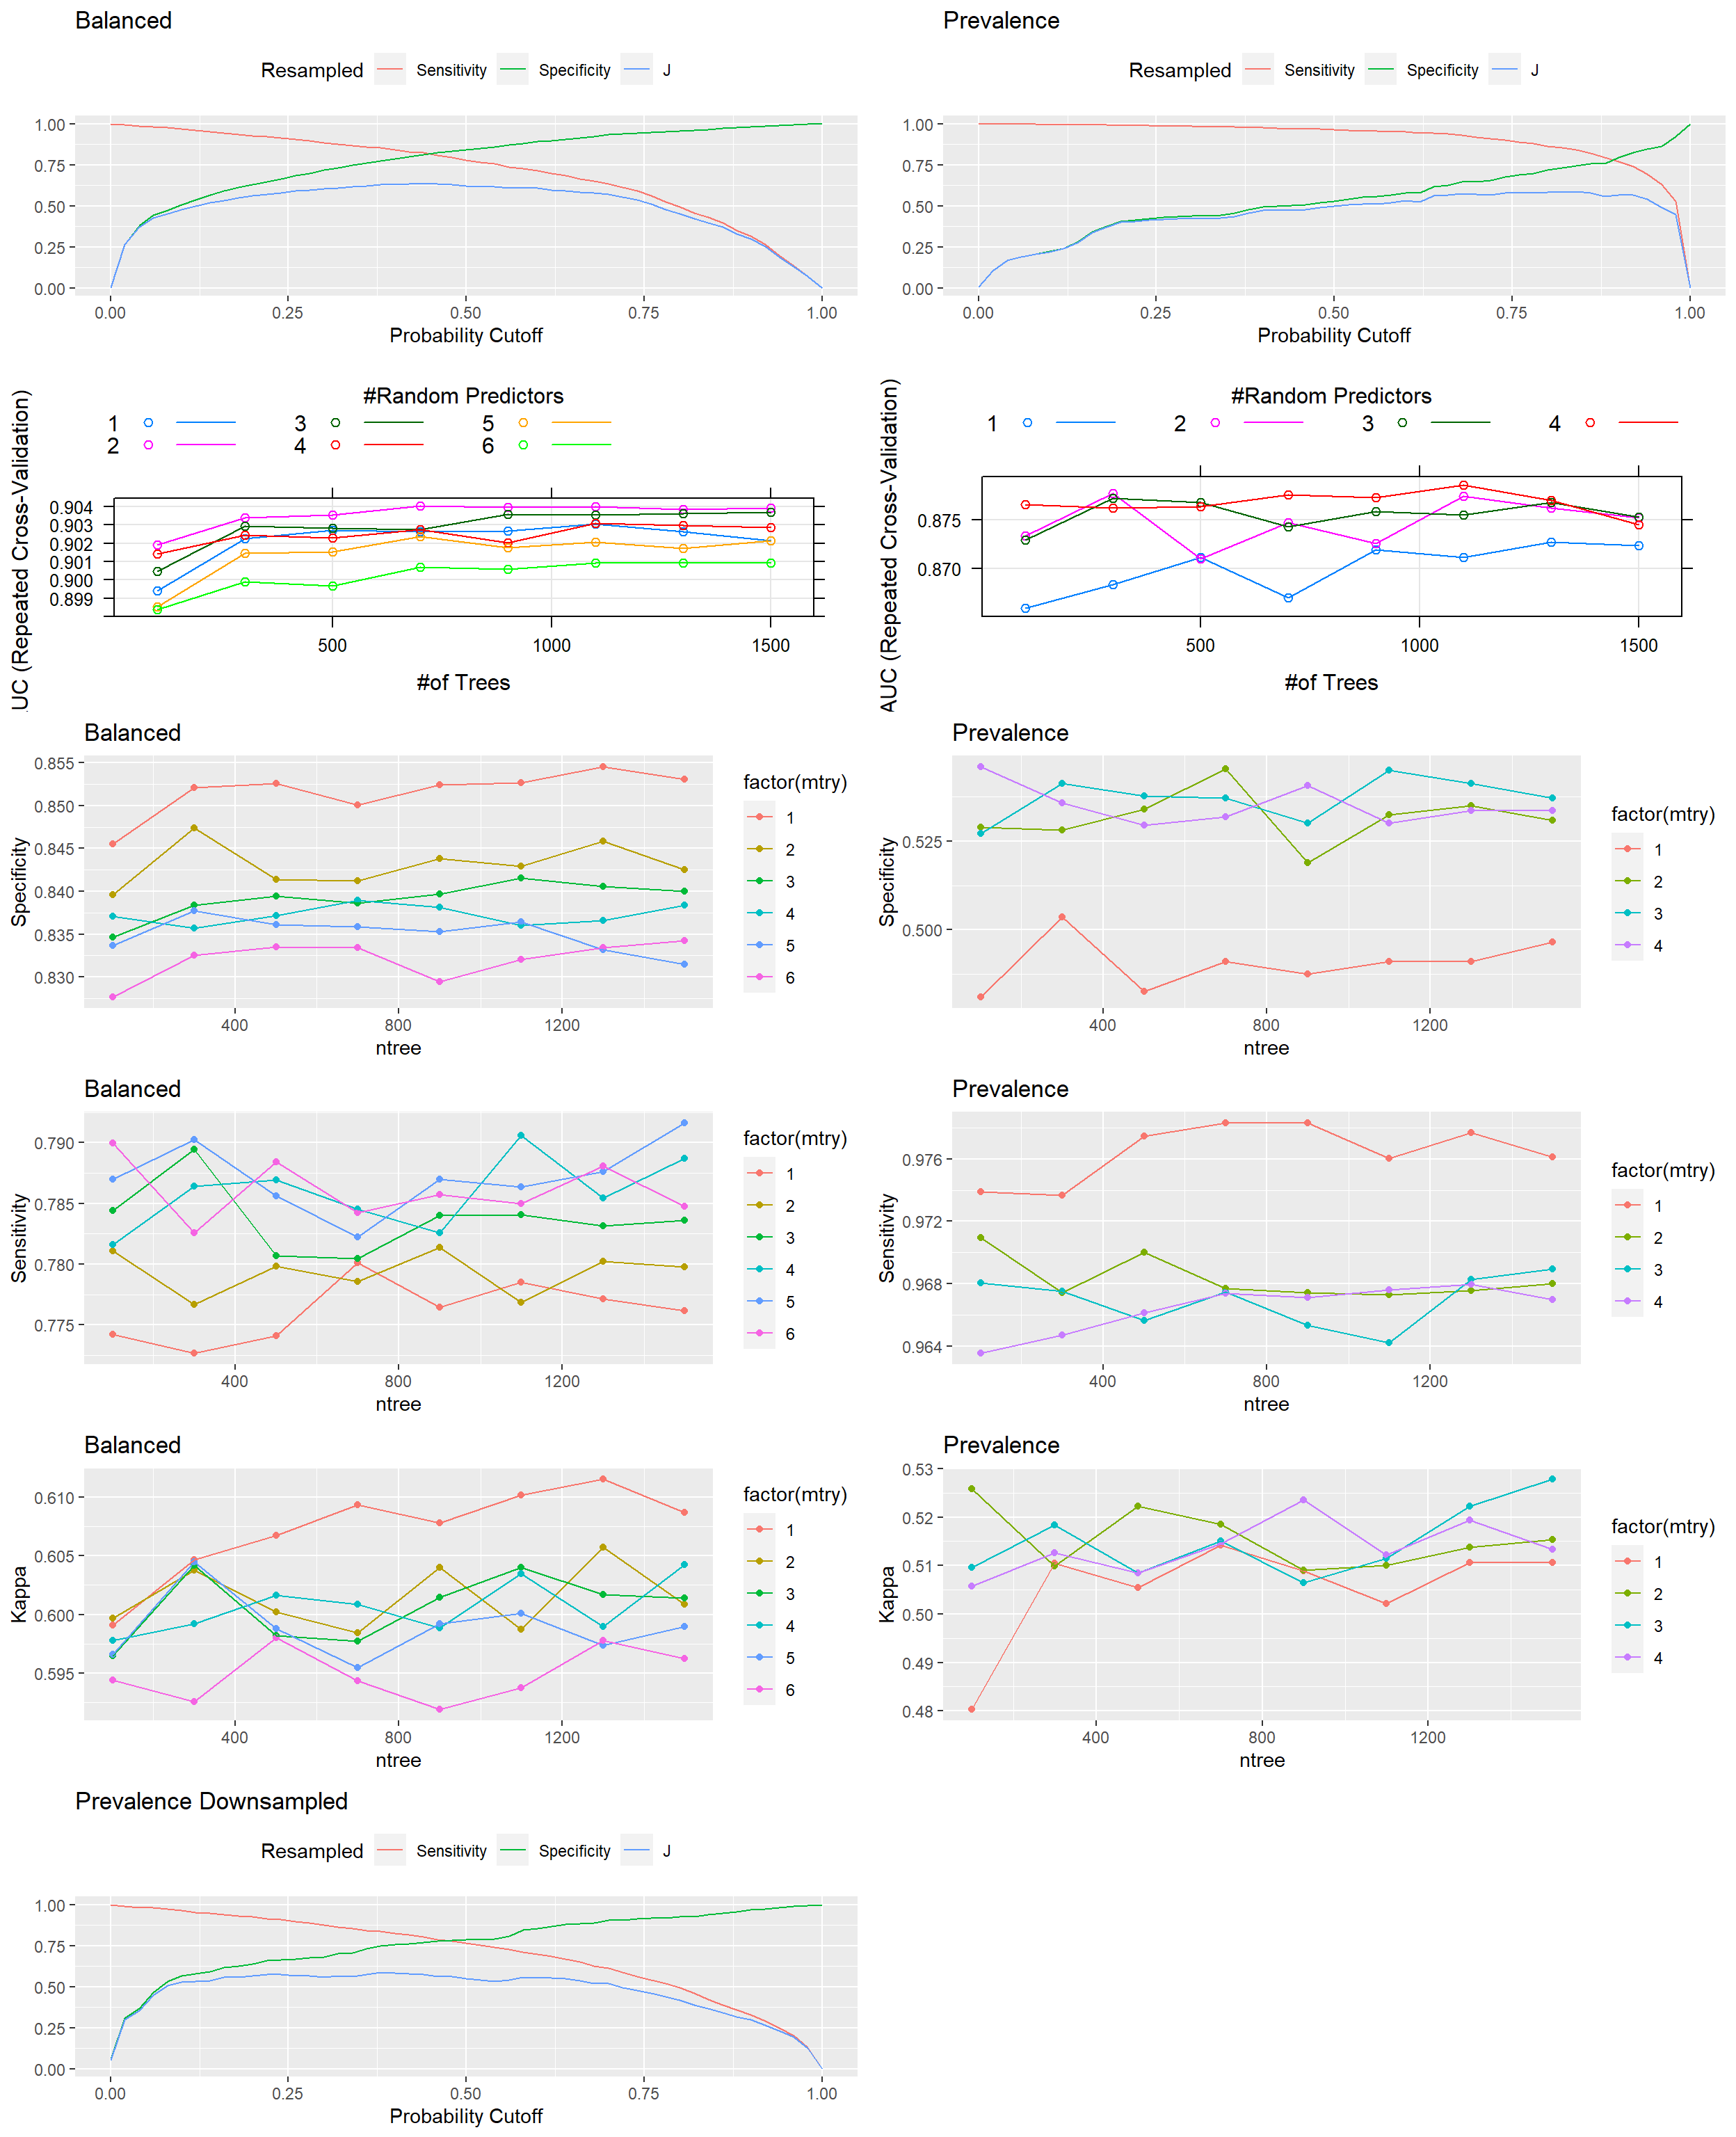 Balanced
Resampled Sensitivity Specificity J
1.00
0.75
0.50
0.25
0.00
0.00 0.25 0.50 0.75 1.00
Probability Cutoff
Prevalence
Resampled Sensitivity Specificity J
1.00
0.75
0.50
0.25
0.00
0.00 0.25 0.50 0.75 1.00
Probability Cutoff
UC (Repeated Cross-Validation)
#Random Predictors
1 3 5
2 4 6
0.904
0.903
0.902
0.901
0.900
0.899
500 1000 1500
#of Trees
AUC (Repeated Cross-Validation)
#Random Predictors
1 2 3 4
0.875
0.870
500 1000 1500
#of Trees
Balanced
Specificity
0.855
0.850
0.845
0.840
0.835
0.830
400 800 1200
ntree
factor(mtry)
1
2
3
4
5
6
Prevalence
Specificity
0.525
0.500
400 800 1200
ntree
factor(mtry)
1
2
3
4
Balanced
Sensitivity
0.790
0.785
0.780
0.775
400 800 1200
ntree
factor(mtry)
1
2
3
4
5
6
Prevalence
Sensitivity
0.976
0.972
0.968
0.964
400 800 1200
ntree
factor(mtry)
1
2
3
4
Balanced
Kappa
0.610
0.605
0.600
0.595
400 800 1200
ntree
factor(mtry)
1
2
3
4
5
6
Prevalence
Kappa
0.53
0.52
0.51
0.50
0.49
0.48
400 800 1200
ntree
factor(mtry)
1
2
3
4
Prevalence Downsampled
Resampled Sensitivity Specificity J
1.00
0.75
0.50
0.25
0.00
0.00 0.25 0.50 0.75 1.00
Probability Cutoff